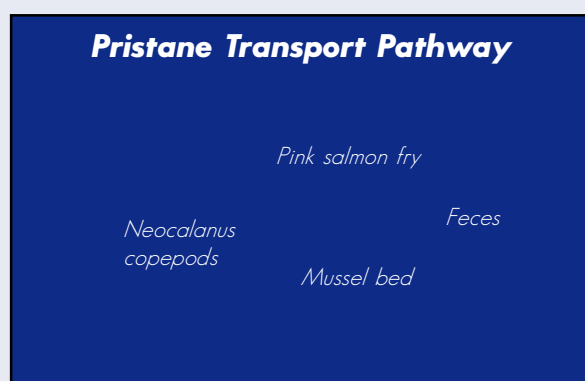 Pristane Transport Pathway
Pink salmon fry
Feces
Neocalanus
copepods
Mussel bed